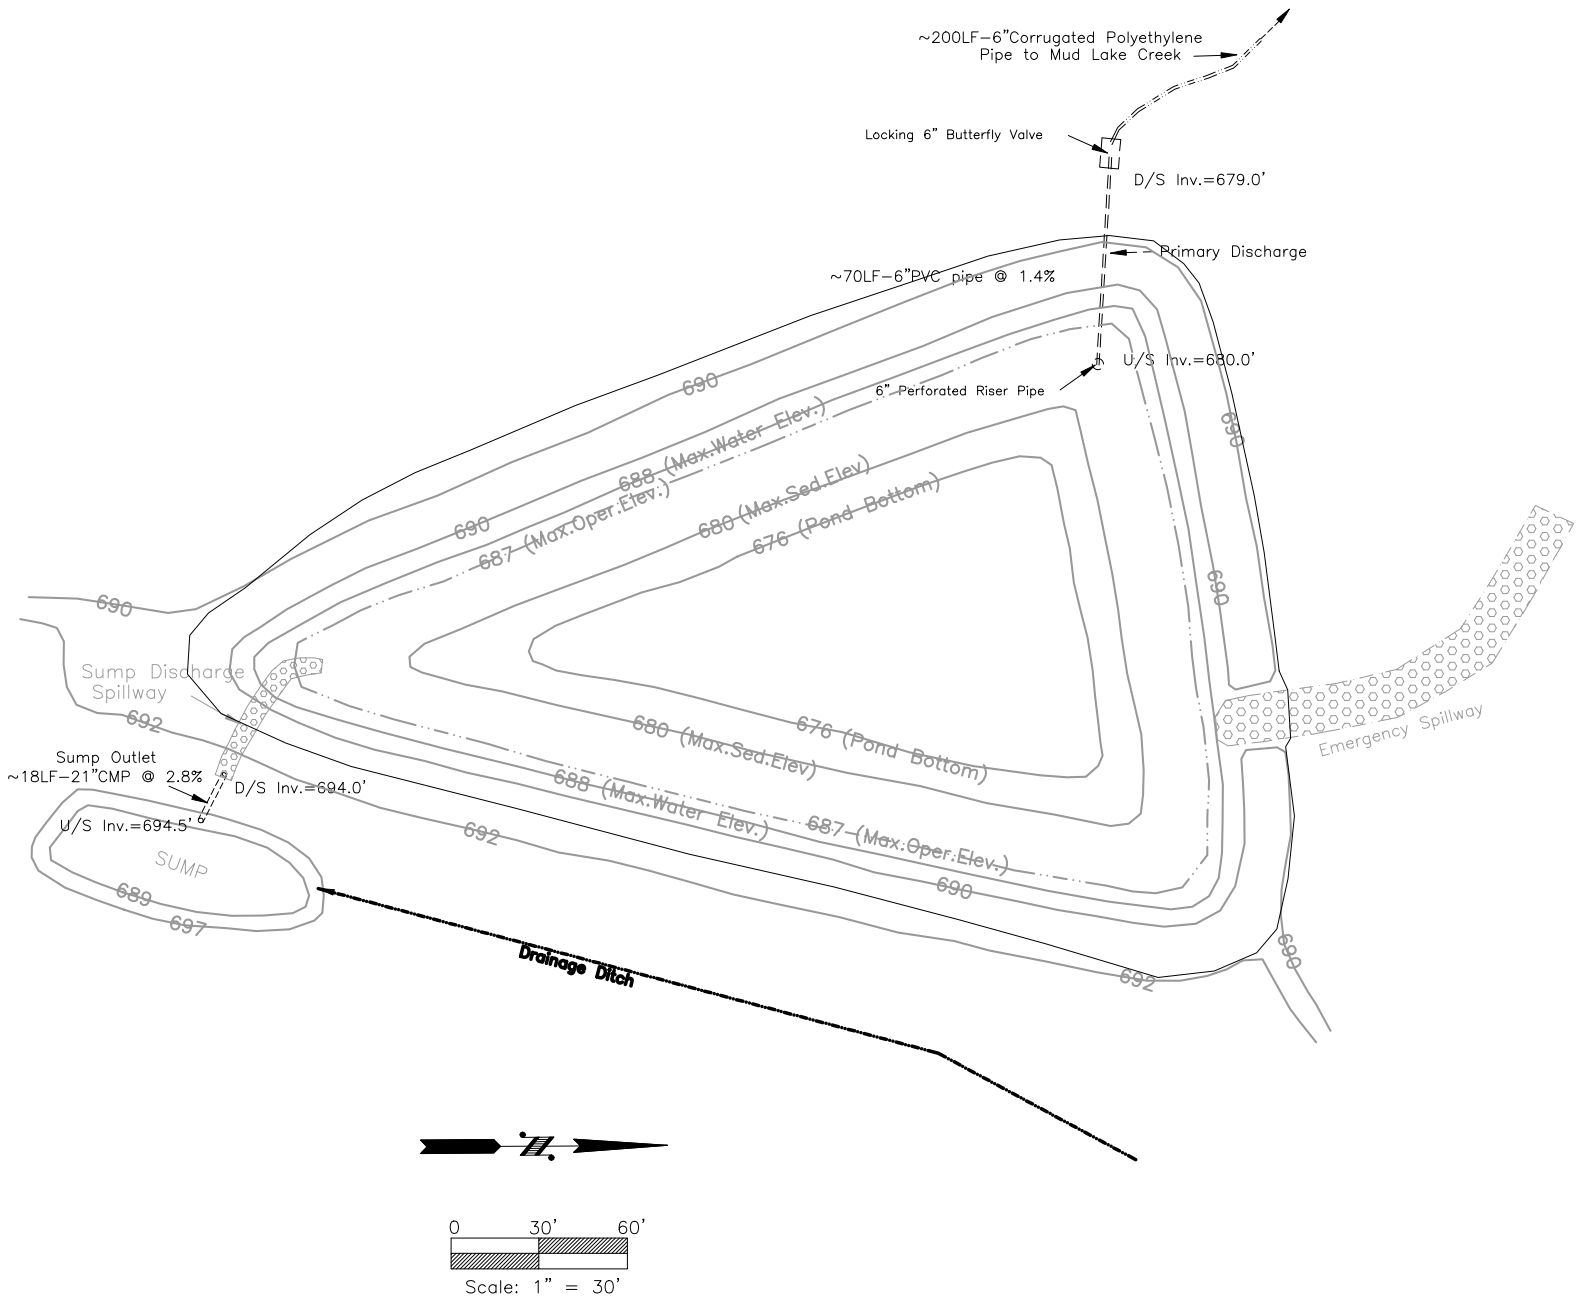 ~200LF-6"Corrugated Polyethylene
Pipe to Mud Lake Creek
Locking 6" Butterfly Valve
D/S Inv.=679.0'
Primary Discharge
~70LF-6"PVC pipe @ 1.4%
U/S Inv.=680.0'
6" Perforated Riser Pipe
690
690
688 (Max.Water Elev.)
680 (Max.Sed.Elev)
676 (Pond Bottom)
687 (Max.Oper.Elev.)
690
690
690
Sump Discharge
Spillway
692
676 (Pond Bottom)
680 (Max.Sed.Elev)
Emergency Spillway
Sump Outlet
~18LF-21"CMP @ 2.8%
D/S Inv.=694.0'
688 (Max.Water Elev.)
U/S Inv.=694.5'
692
687 (Max.Oper.Elev.)
SUMP
689
690
697
690
Drainage Ditch
692
N
0 30' 60'
Scale: 1" = 30'